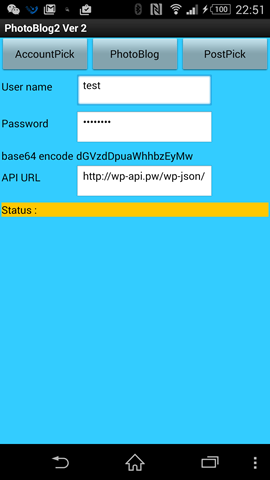 100 22:51
PhotoBlog2 Ver 2
AccountPick PhotoBlog PostPick
User name test
Password ••••••••
base64 encode dGVzdDpuaWhhbzEyMw
API URL http://wp-api.pw/wp-json/
Status :